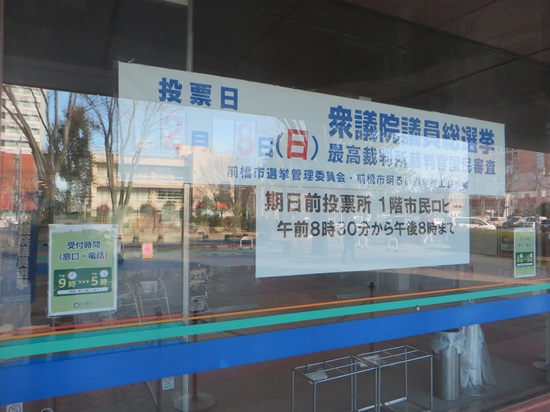 投票日
2月 8日(日)
衆議院議員総選挙
最高裁判所裁判官国民審査
前橋市選挙管理委員会・前橋市明るい選挙推進協議会
期日前投票所 1階市民ロビー
午前8時30分から午後8時まで
受付時間
(窓口・電話)
9時 5時